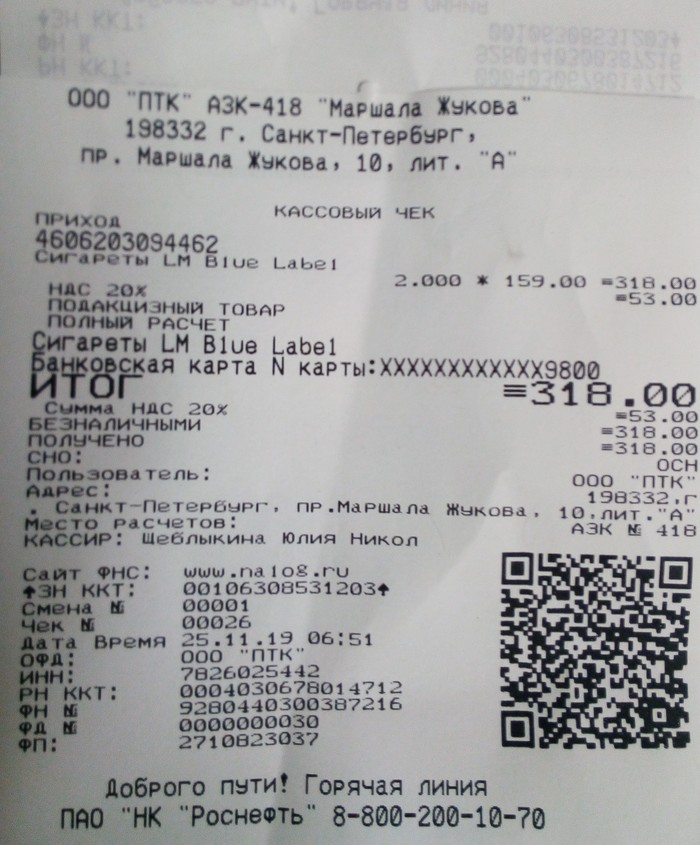 ООО "ПТК" АЗК-418 "Маршала Жукова"
198332 г. Санкт-Петербург,
пр. Маршала Жукова, 10, лит. "А"
КАССОВЫЙ ЧЕК
ПРИХОД
4606203094462
Сигареты LM Blue Label
2.000 * 159.00 =318.00
НДС 20% =53.00
ПОДАКЦИЗНЫЙ ТОВАР
ПОЛНЫЙ РАСЧЕТ
Сигареты LM Blue Label
Банковская карта N карты:XXXXXXXXXXXX9800
ИТОГ =318.00
Сумма НДС 20% =53.00
БЕЗНАЛИЧНЫМИ =318.00
ПОЛУЧЕНО =318.00
СНО: ОСН
Пользователь: ООО "ПТК"
Адрес: 198332,г
. Санкт-Петербург, пр.Маршала Жукова, 10,лит."А"
Место расчетов: АЗК № 418
КАССИР: Щеблыкина Юлия Никол
Сайт ФНС: www.nalog.ru
↑ЗН ККТ: 00106308531203↑
Смена № 00001
Чек № 00026
Дата Время 25.11.19 06:51
ОФД: ООО "ПТК"
ИНН: 7826025442
РН ККТ: 0004030678014712
ФН № 9280440300387216
ФД № 0000000030
ФП: 2710823037
Доброго пути! Горячая линия
ПАО "НК "Роснефть" 8-800-200-10-70